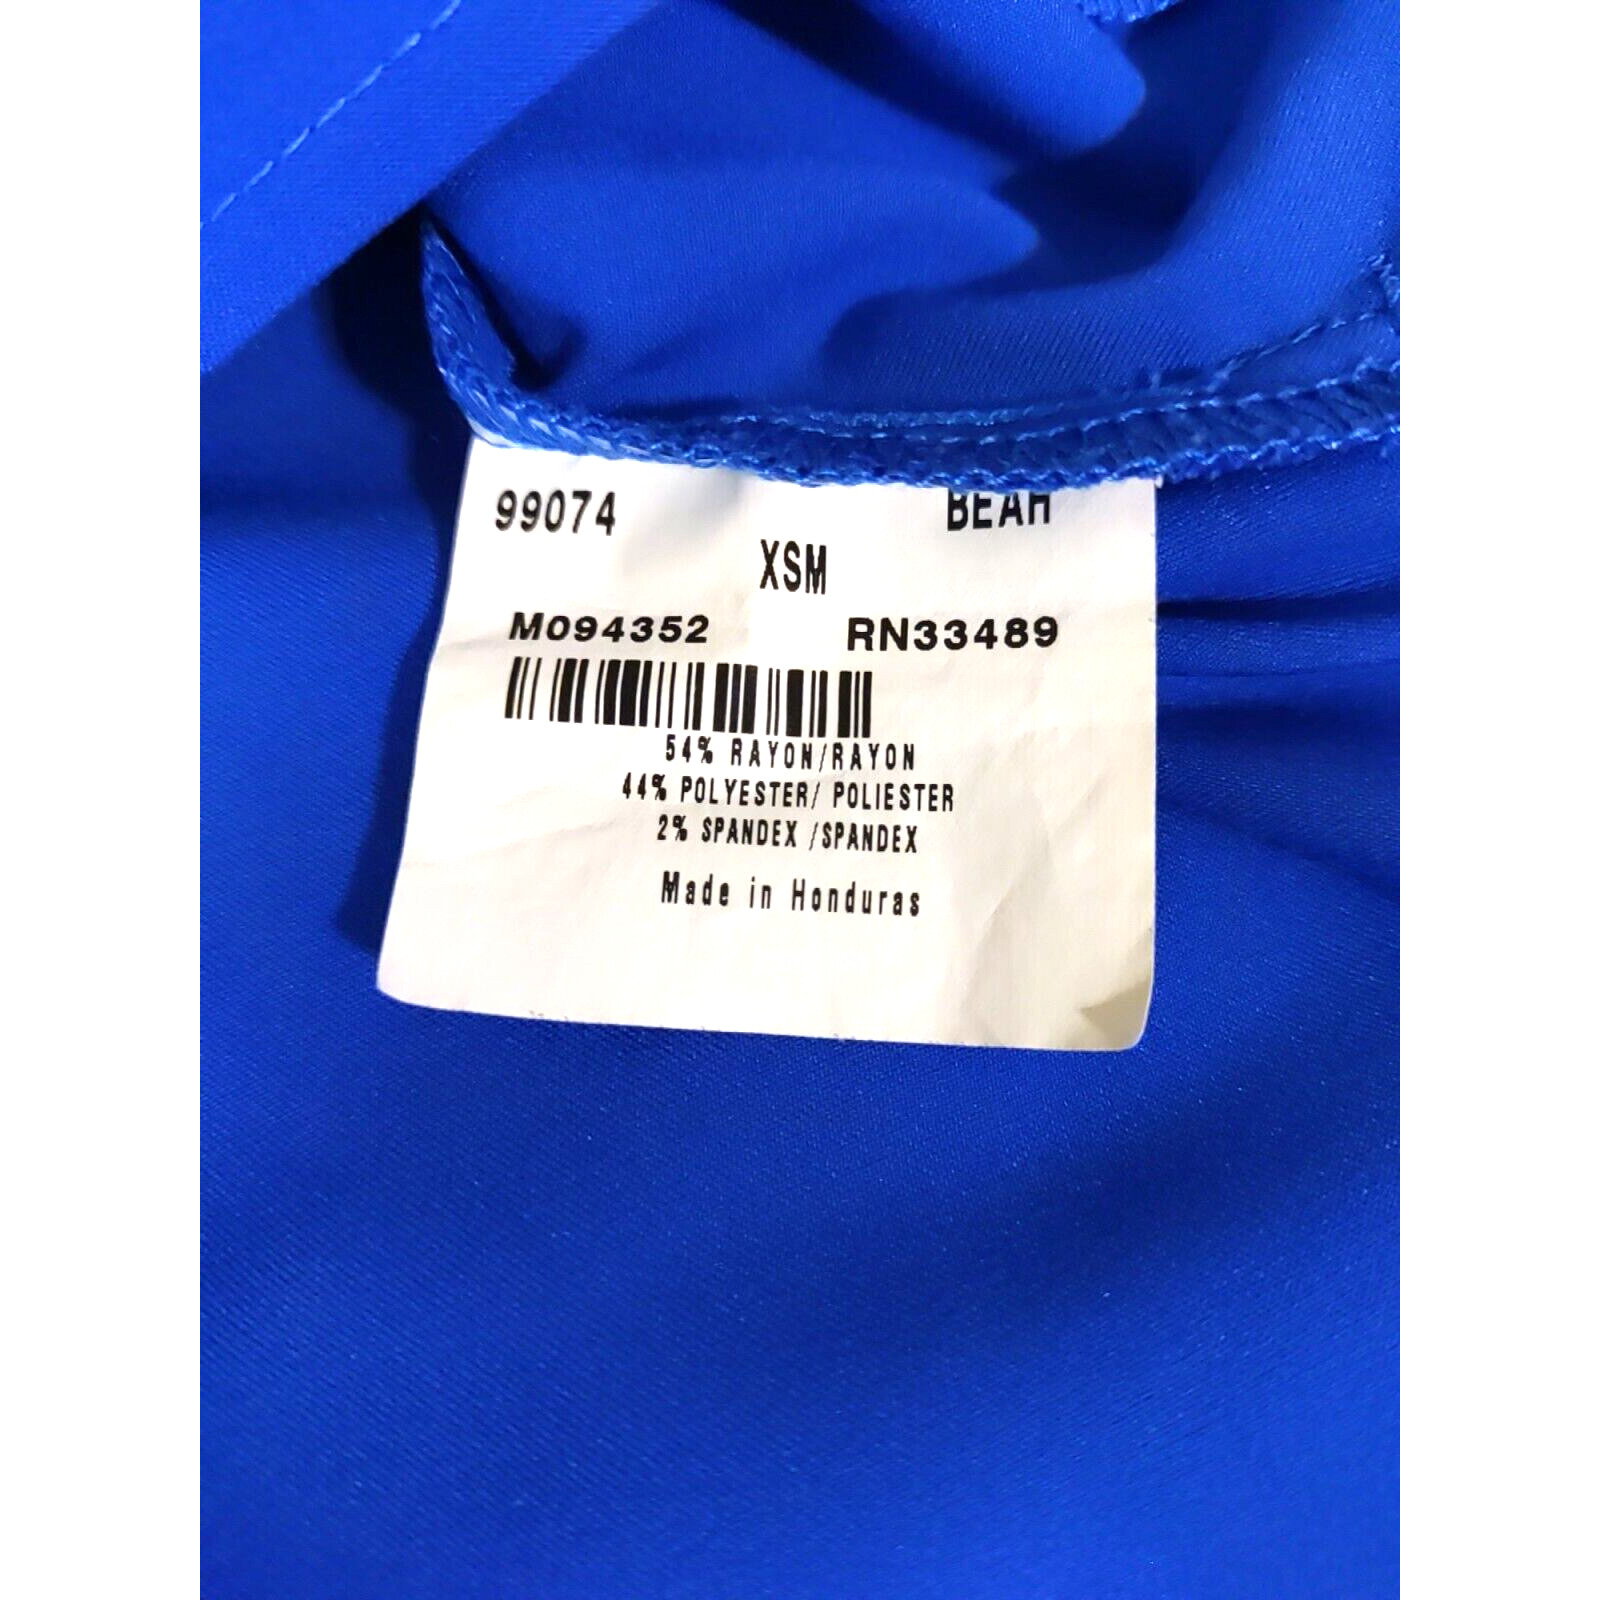 99074 BEAH
XSM
M094352 RN33489
54% RAYON/RAYON
44% POLYESTER/ POLIESTER
2% SPANDEX /SPANDEX
Made in Honduras